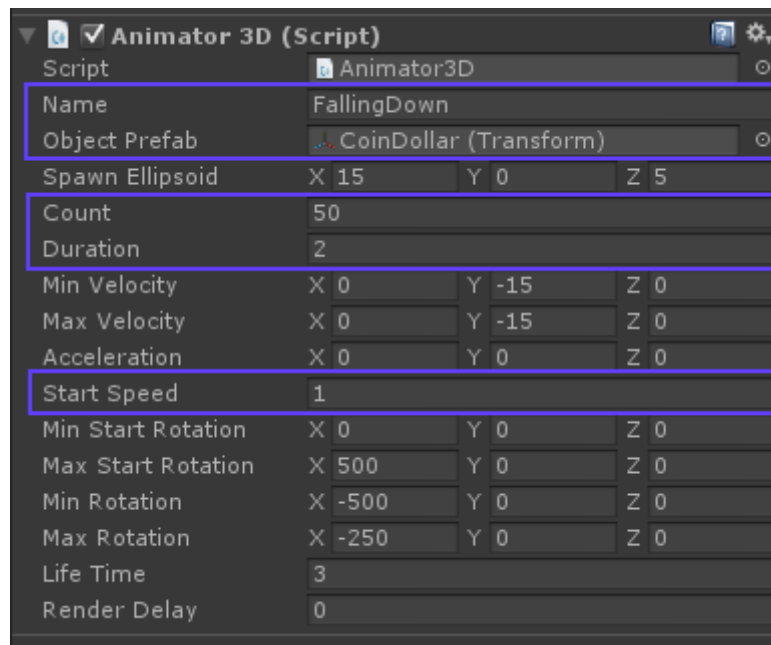 Animator 3D (Script)
Script Animator3D
Name FallingDown
Object Prefab CoinDollar (Transform)
Spawn Ellipsoid X 15 Y 0 Z 5
Count 50
Duration 2
Min Velocity X 0 Y -15 Z 0
Max Velocity X 0 Y -15 Z 0
Acceleration X 0 Y 0 Z 0
Start Speed 1
Min Start Rotation X 0 Y 0 Z 0
Max Start Rotation X 500 Y 0 Z 0
Min Rotation X -500 Y 0 Z 0
Max Rotation X -250 Y 0 Z 0
Life Time 3
Render Delay 0